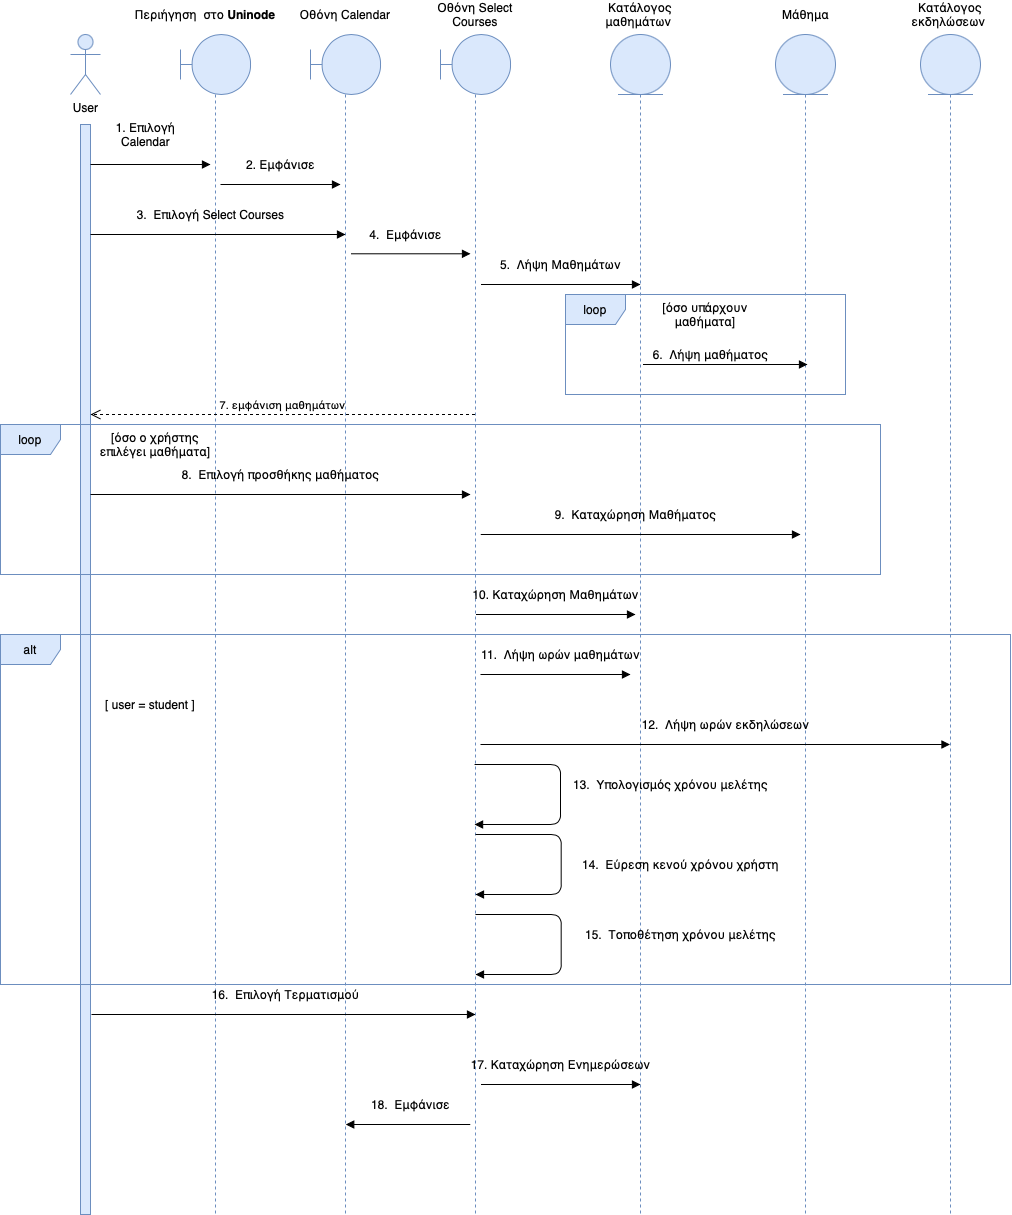 Περιήγηση στο Uninode
Οθόνη Calendar
Οθόνη Select
Courses
Κατάλογος
μαθημάτων
Μάθημα
Κατάλογος
εκδηλώσεων
User
1. Επιλογή
Calendar
2. Εμφάνισε
3. Επιλογή Select Courses
4. Εμφάνισε
5. Λήψη Μαθημάτων
loop
[όσο υπάρχουν
μαθήματα]
6. Λήψη μαθήματος
7. εμφάνιση μαθημάτων
loop
[όσο ο χρήστης
επιλέγει μαθήματα]
8. Επιλογή προσθήκης μαθήματος
9. Καταχώρηση Μαθήματος
10. Καταχώρηση Μαθημάτων
alt
11. Λήψη ωρών μαθημάτων
[ user = student ]
12. Λήψη ωρών εκδηλώσεων
13. Υπολογισμός χρόνου μελέτης
14. Εύρεση κενού χρόνου χρήστη
15. Τοποθέτηση χρόνου μελέτης
16. Επιλογή Τερματισμού
17. Καταχώρηση Ενημερώσεων
18. Εμφάνισε